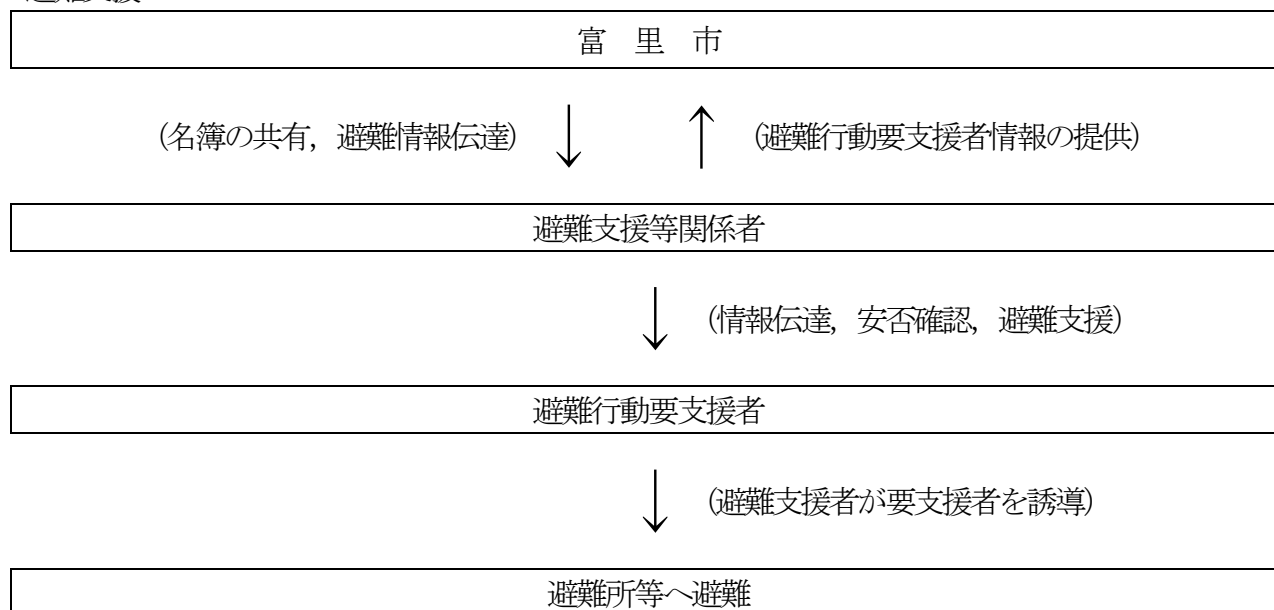 富 里 市
(名簿の共有，避難情報伝達) ↓ ↑ (避難行動要支援者情報の提供)
避難支援等関係者
↓ (情報伝達，安否確認，避難支援)
避難行動要支援者
↓ (避難支援者が要支援者を誘導)
避難所等へ避難